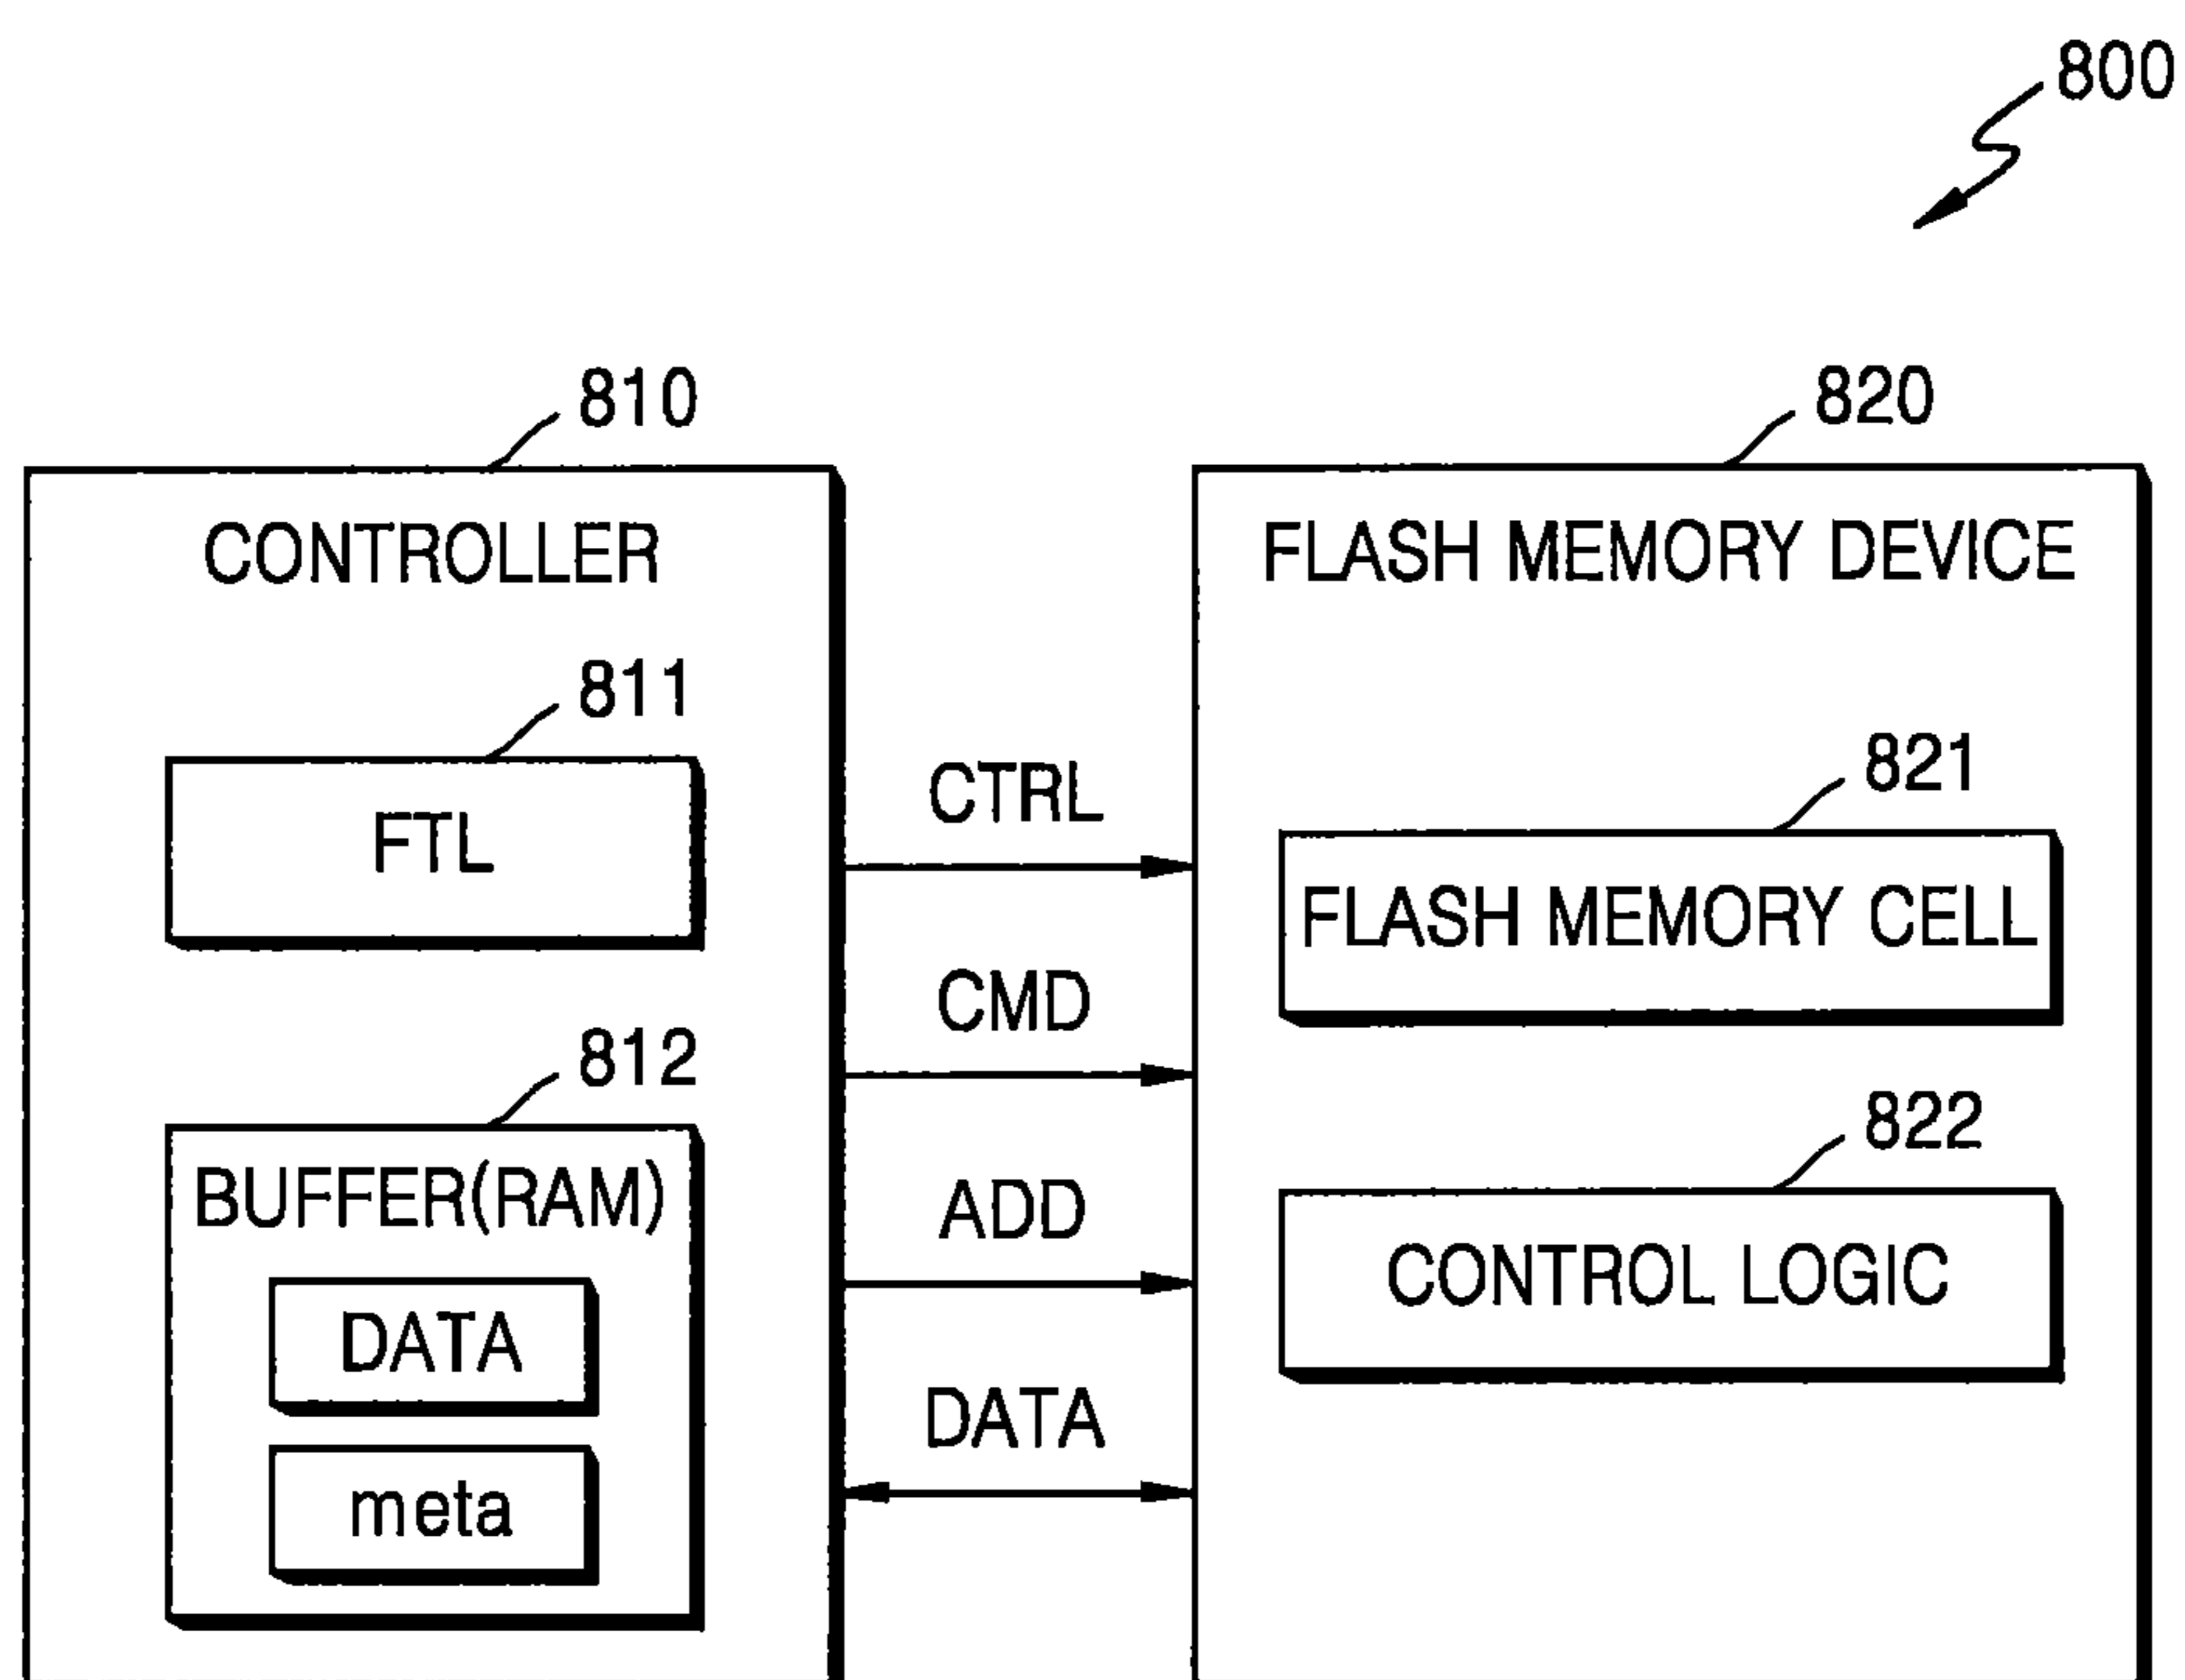 800
810
CONTROLLER
811
FTL
812
BUFFER(RAM)
DATA
meta
CTRL
CMD
ADD
DATA
820
FLASH MEMORY DEVICE
821
FLASH MEMORY CELL
822
CONTROL LOGIC